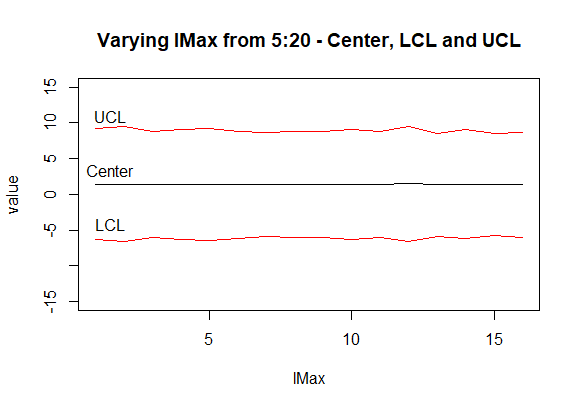 Varying IMax from 5:20 - Center, LCL and UCL
15
10
5
0
-5
-15
value
UCL
Center
LCL
5
10
15
IMax